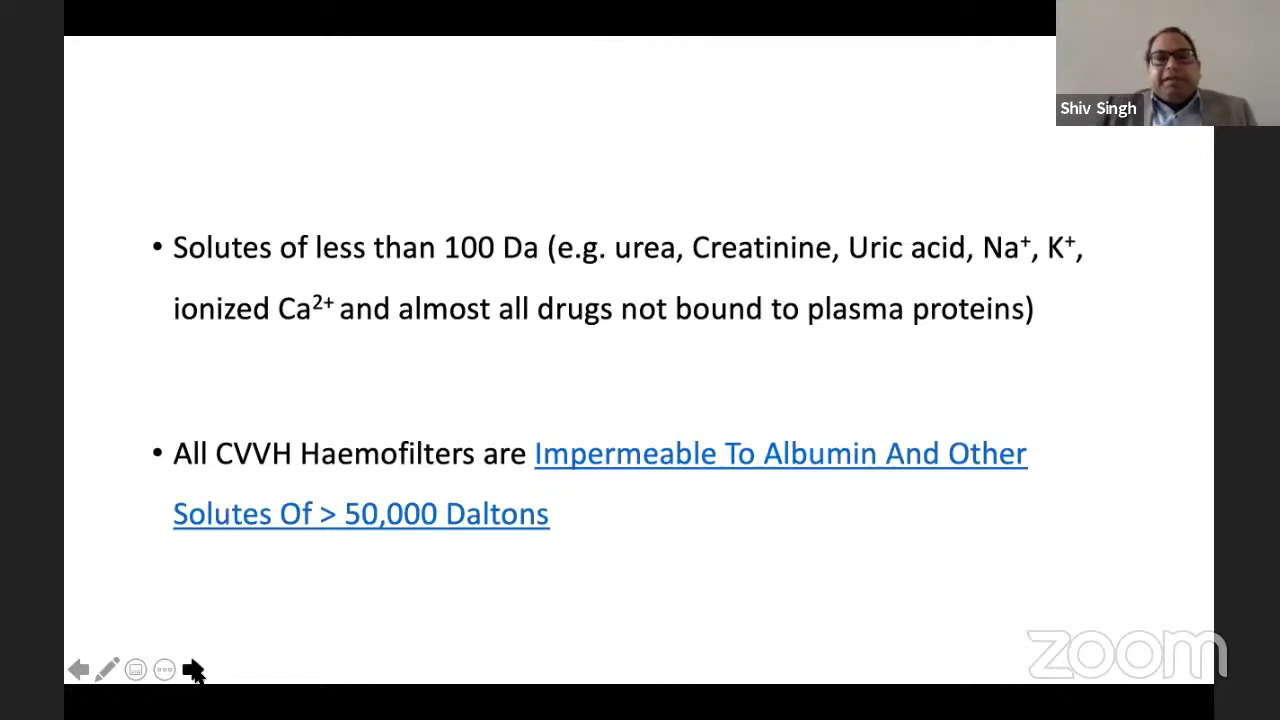 Shiv Singh
• Solutes of less than 100 Da (e.g. urea, Creatinine, Uric acid, Na⁺, K⁺,
ionized Ca²⁺ and almost all drugs not bound to plasma proteins)
• All CVVH Haemofilters are Impermeable To Albumin And Other
Solutes Of > 50,000 Daltons
zoom